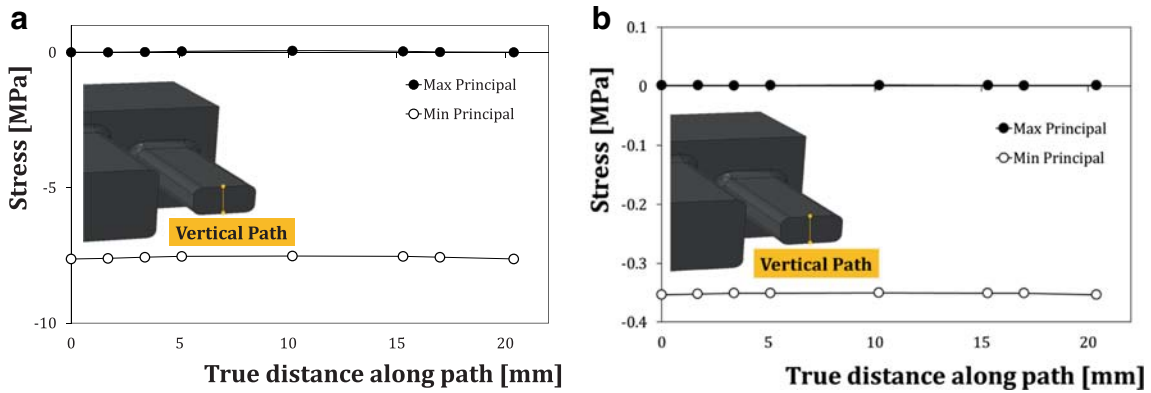 a
0
-5
-10
Stress [MPa]
Max Principal
Min Principal
Vertical Path
0 5 10 15 20
True distance along path [mm]
b
0.1
0
-0.1
-0.2
-0.3
-0.4
Stress [MPa]
Max Principal
Min Principal
Vertical Path
0 5 10 15 20
True distance along path [mm]